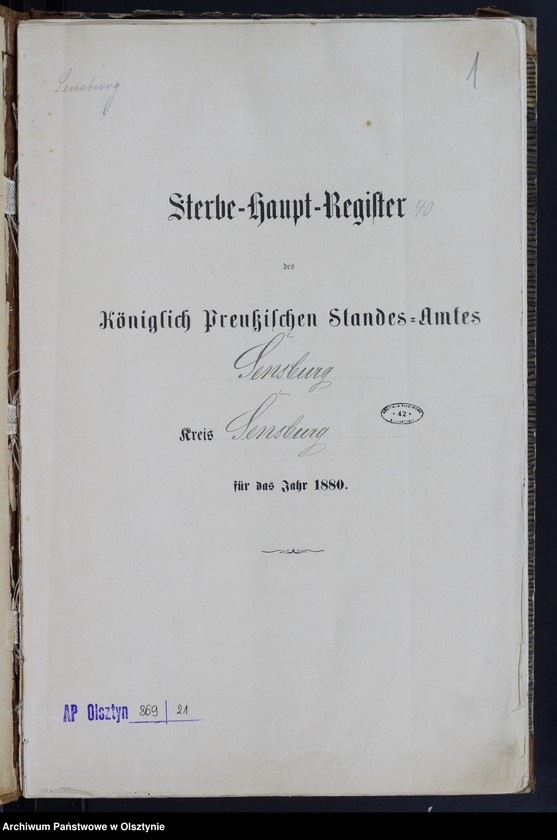 Sensburg
1
Sterbe-Haupt-Register 40
des
Königlich Preußischen Standes-Amtes
Sensburg
Kreis Sensburg
42
für das Jahr 1880.
AP Olsztyn 869 21
Archiwum Państwowe w Olsztynie